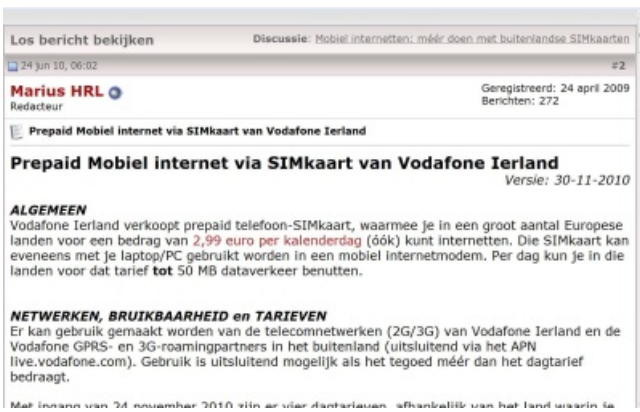 Los bericht bekijken
Discussie: Mobiel internetten: méér doen met buitenlandse SIMkaarten
24 jun 10, 06:02
#2
Marius HRL
Redacteur
Geregistreerd: 24 april 2009
Berichten: 272
Prepaid Mobiel internet via SIMkaart van Vodafone Ierland
Prepaid Mobiel internet via SIMkaart van Vodafone Ierland
Versie: 30-11-2010
ALGEMEEN
Vodafone Ierland verkoopt prepaid telefoon-SIMkaart, waarmee je in een groot aantal Europese
landen voor een bedrag van 2,99 euro per kalenderdag (óók) kunt internetten. Die SIMkaart kan
eveneens met je laptop/PC gebruikt worden in een mobiel internetmodem. Per dag kun je in die
landen voor dat tarief tot 50 MB dataverkeer benutten.
NETWERKEN, BRUIKBAARHEID en TARIEVEN
Er kan gebruik gemaakt worden van de telecomnetwerken (2G/3G) van Vodafone Ierland en de
Vodafone GPRS- en 3G-roamingpartners in het buitenland (uitsluitend via het APN
live.vodafone.com). Gebruik is uitsluitend mogelijk als het tegoed méér dan het dagtarief
bedraagt.
Met ingang van 24 november 2010 zijn er vier dagtarieven, afhankelijk van het land waarin je